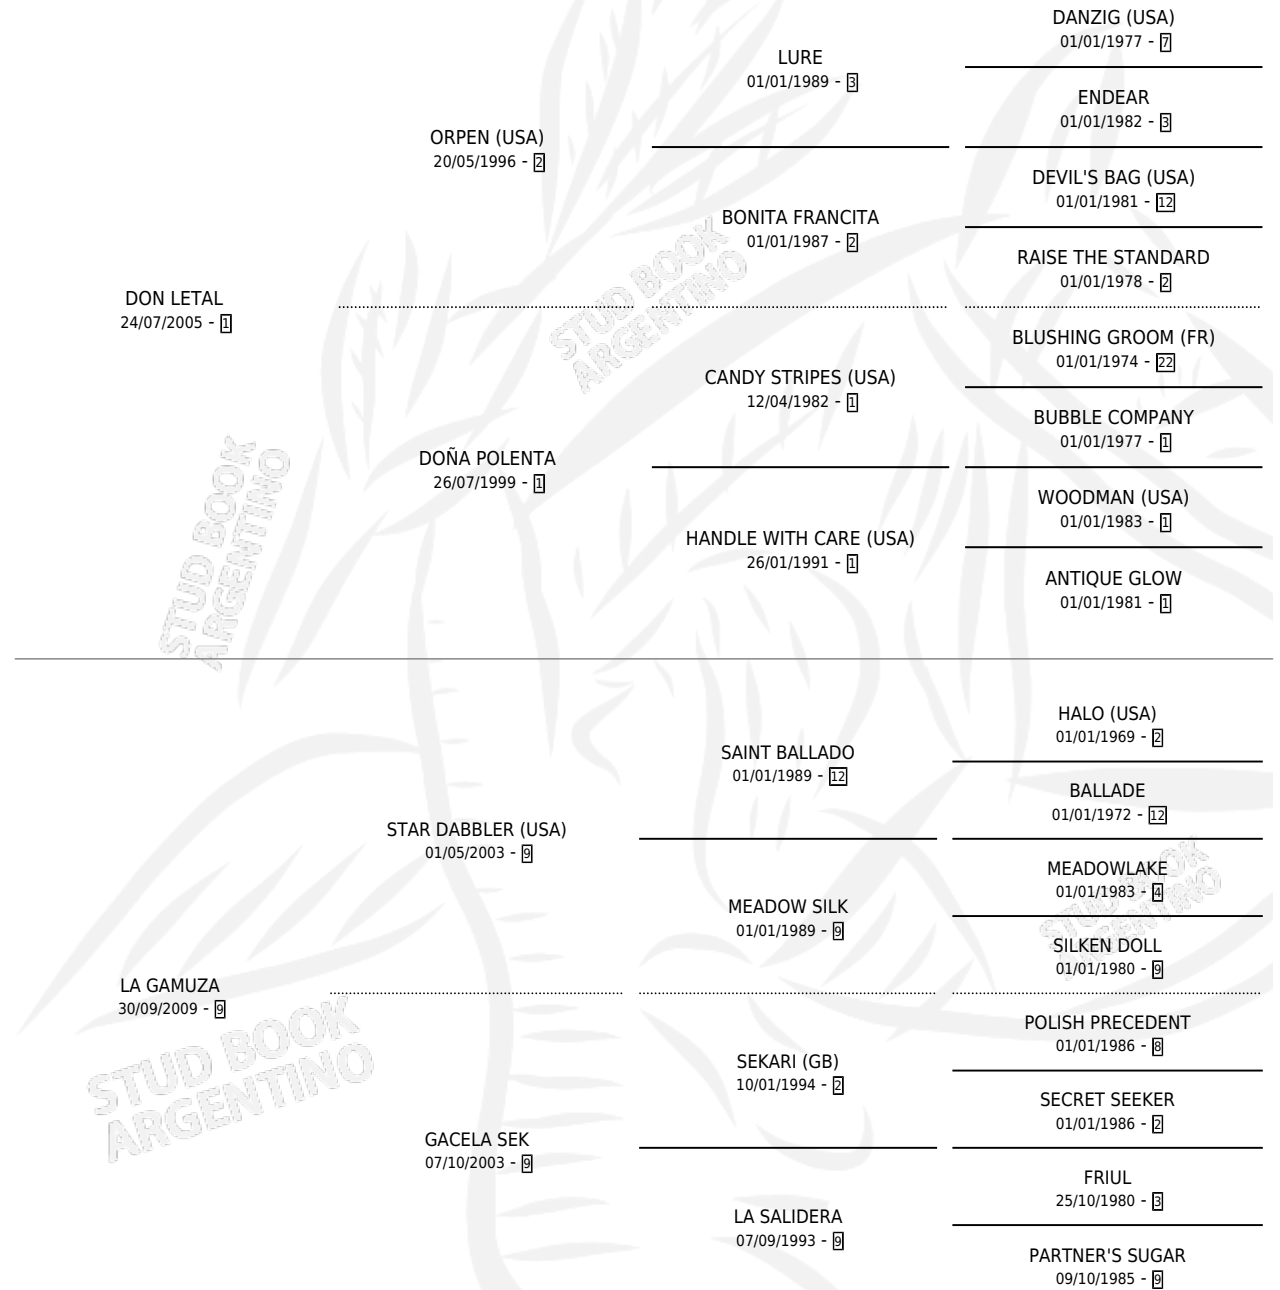 DANZIG (USA)
01/01/1977 - 7
LURE
01/01/1989 - 3
ENDEAR
01/01/1982 - 3
ORPEN (USA)
20/05/1996 - 2
DEVIL'S BAG (USA)
01/01/1981 - 12
BONITA FRANCITA
01/01/1987 - 2
RAISE THE STANDARD
01/01/1978 - 2
DON LETAL
24/07/2005 - 1
BLUSHING GROOM (FR)
01/01/1974 - 22
CANDY STRIPES (USA)
12/04/1982 - 1
BUBBLE COMPANY
01/01/1977 - 1
DOÑA POLENTA
26/07/1999 - 1
WOODMAN (USA)
01/01/1983 - 1
HANDLE WITH CARE (USA)
26/01/1991 - 1
ANTIQUE GLOW
01/01/1981 - 1
HALO (USA)
01/01/1969 - 2
SAINT BALLADO
01/01/1989 - 12
BALLADE
01/01/1972 - 12
STAR DABBLER (USA)
01/05/2003 - 9
MEADOWLAKE
01/01/1983 - 4
MEADOW SILK
01/01/1989 - 9
SILKEN DOLL
01/01/1980 - 9
LA GAMUZA
30/09/2009 - 9
POLISH PRECEDENT
01/01/1986 - 8
SEKARI (GB)
10/01/1994 - 2
SECRET SEEKER
01/01/1986 - 2
GACELA SEK
07/10/2003 - 9
FRIUL
25/10/1980 - 3
LA SALIDERA
07/09/1993 - 9
PARTNER'S SUGAR
09/10/1985 - 9
STUD BOOK
ARGENTINO
STUD BOOK
ARGENTINO
STUD BOOK
ARGENTINO
STUD BOOK
ARGENTINO